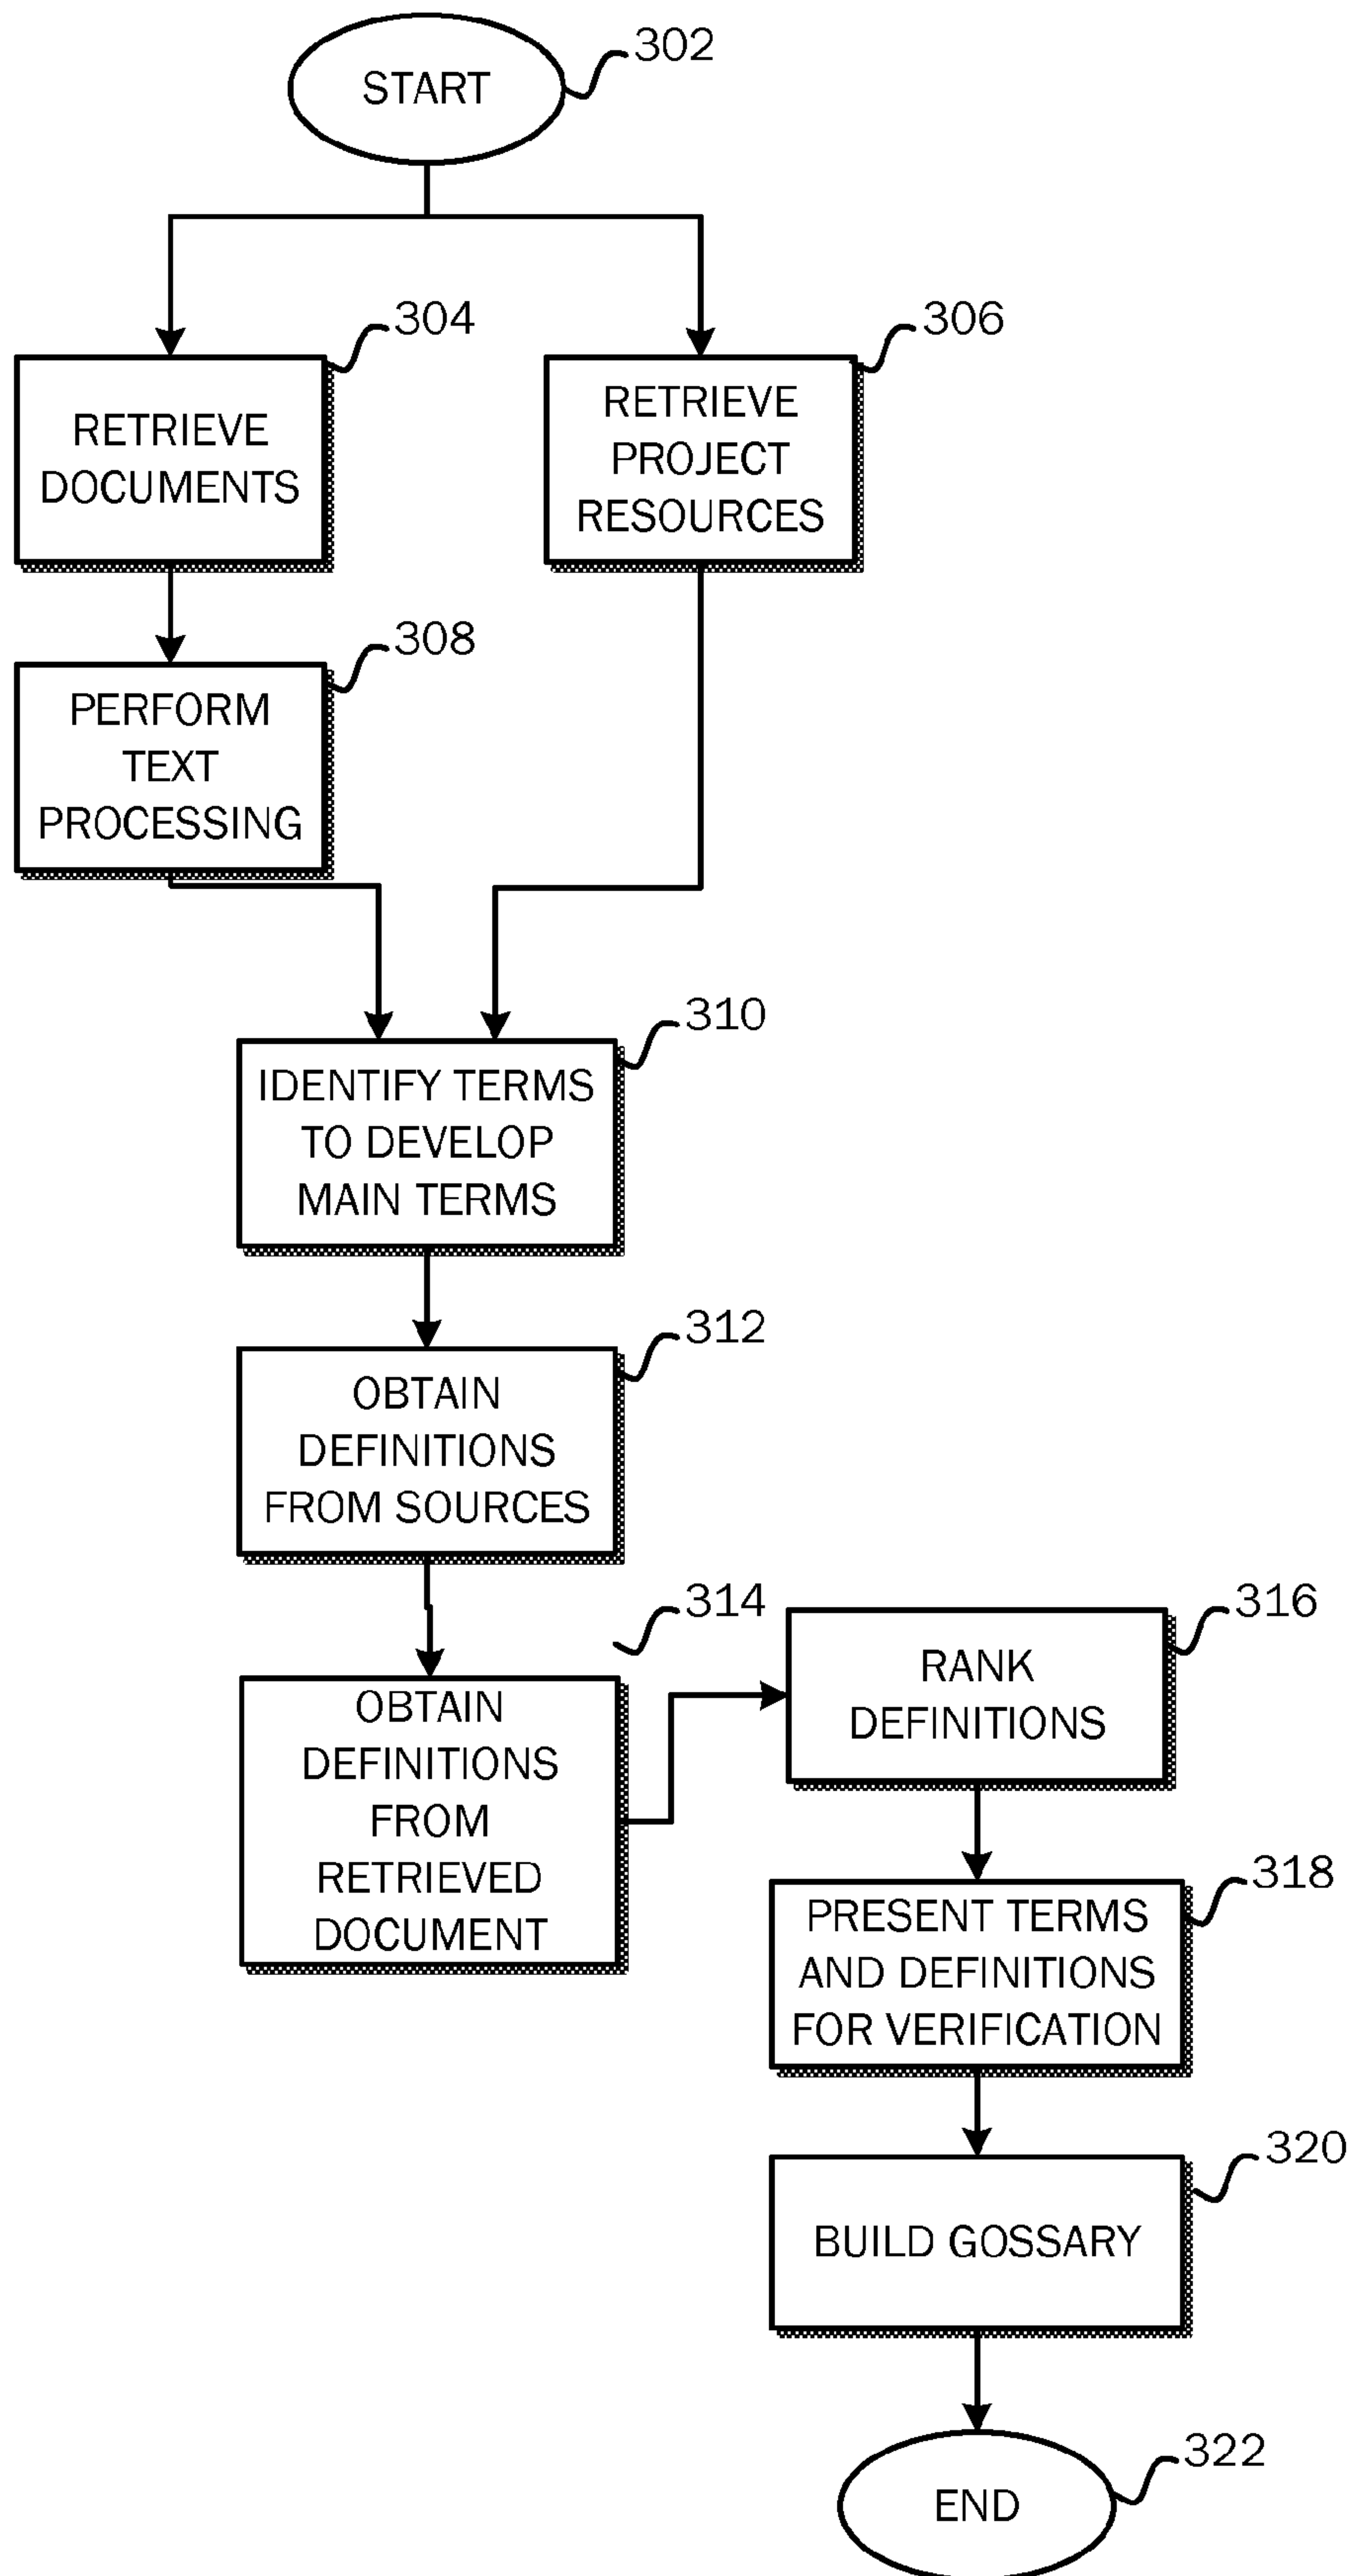 START
302
304
RETRIEVE
DOCUMENTS
306
RETRIEVE
PROJECT
RESOURCES
308
PERFORM
TEXT
PROCESSING
310
IDENTIFY TERMS
TO DEVELOP
MAIN TERMS
312
OBTAIN
DEFINITIONS
FROM SOURCES
314
OBTAIN
DEFINITIONS
FROM
RETRIEVED
DOCUMENT
316
RANK
DEFINITIONS
318
PRESENT TERMS
AND DEFINITIONS
FOR VERIFICATION
320
BUILD GOSSARY
322
END